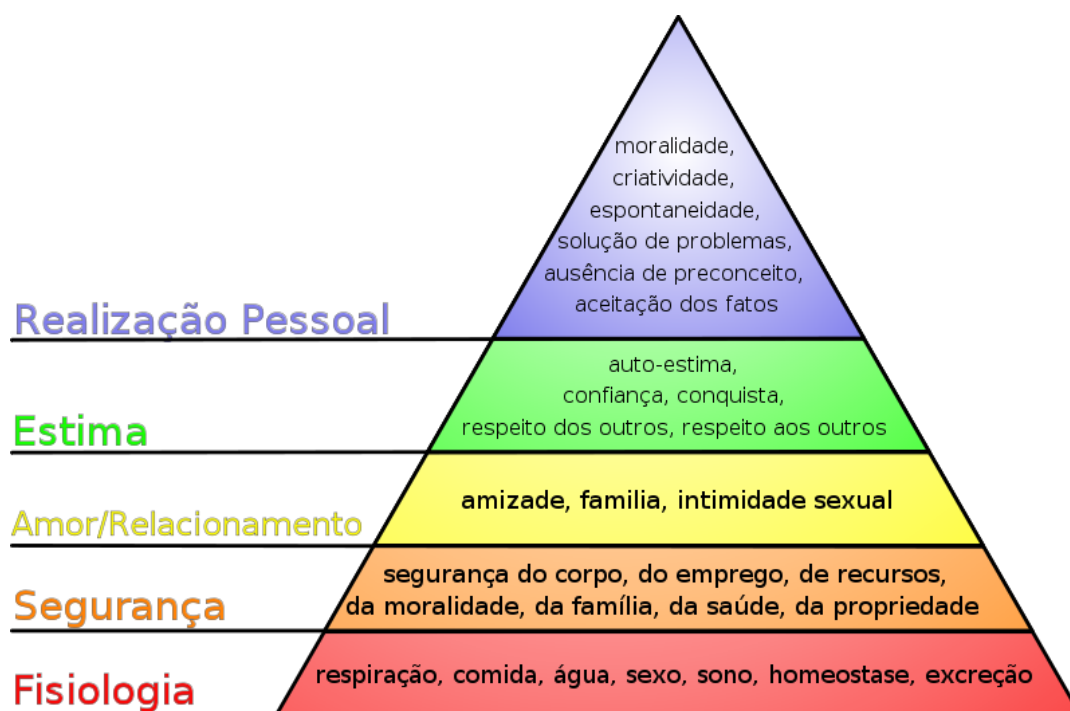 moralidade,
criatividade,
espontaneidade,
solução de problemas,
ausência de preconceito,
aceitação dos fatos
Realização Pessoal
auto-estima,
confiança, conquista,
respeito dos outros, respeito aos outros
Estima
amizade, familia, intimidade sexual
Amor/Relacionamento
segurança do corpo, do emprego, de recursos,
da moralidade, da família, da saúde, da propriedade
Segurança
respiração, comida, água, sexo, sono, homeostase, excreção
Fisiologia